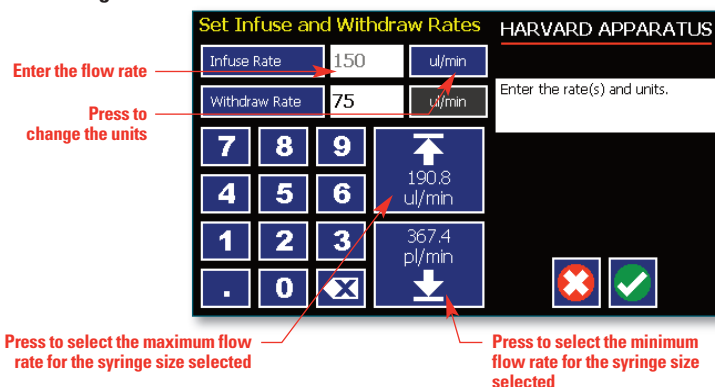 Set Infuse and Withdraw Rates
HARVARD APPARATUS
Enter the flow rate
Infuse Rate
150
ul/min
Press to
change the units
Withdraw Rate
75
ul/min
Enter the rate(s) and units.
7
8
9
190.8
ul/min
4
5
6
1
2
3
367.4
pl/min
.
0
Press to select the maximum flow
rate for the syringe size selected
Press to select the minimum
flow rate for the syringe size
selected